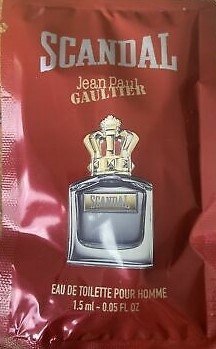 SCANDAL
Jean Paul
GAULTIER
SCANDAL
EAU DE TOILETTE POUR HOMME
1.5 ml - 0.05 FL OZ